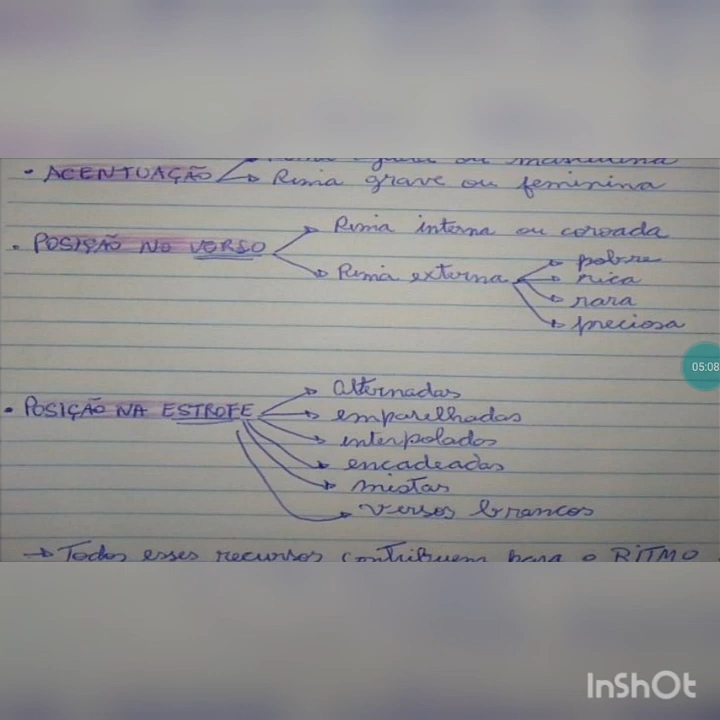 • ACENTUAÇÃO
Rima grave ou feminina
• POSIÇÃO NO VERSO
Rima interna ou coroada
Rima externa
pobre
rica
rara
preciosa
05:08
• POSIÇÃO NA ESTROFE
alternadas
emparelhadas
interpolados
encadeadas
mistas
versos brancos
→ Todos esses recursos contribuem para o RITMO
InShOt